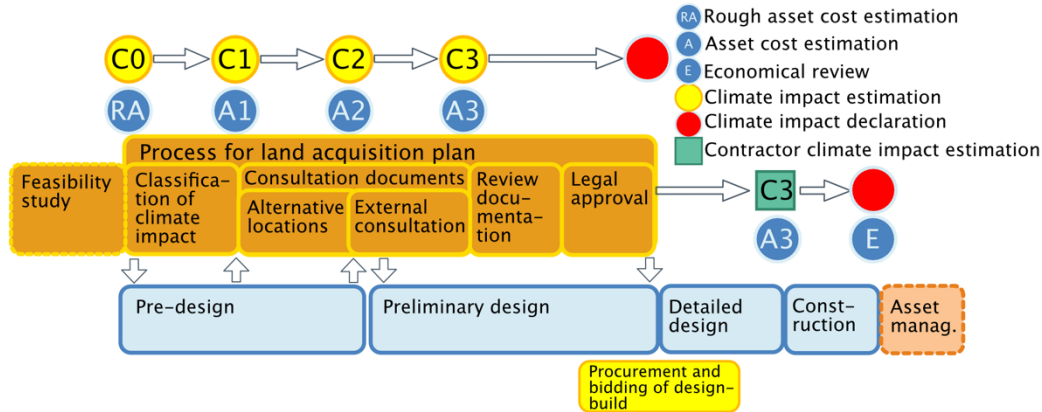 RA Rough asset cost estimation
A Asset cost estimation
E Economical review
Climate impact estimation
Climate impact declaration
Contractor climate impact estimation
C0 C1 C2 C3
RA A1 A2 A3
Process for land acquisition plan
Feasibility
study
Classifica-
tion of
climate
impact
Consultation documents
Alternative
locations
External
consultation
Review
docu-
menta-
tion
Legal
approval
C3
A3 E
Pre-design
Preliminary design
Detailed
design
Const-
ruction
Asset
manag.
Procurement and
bidding of design-
build